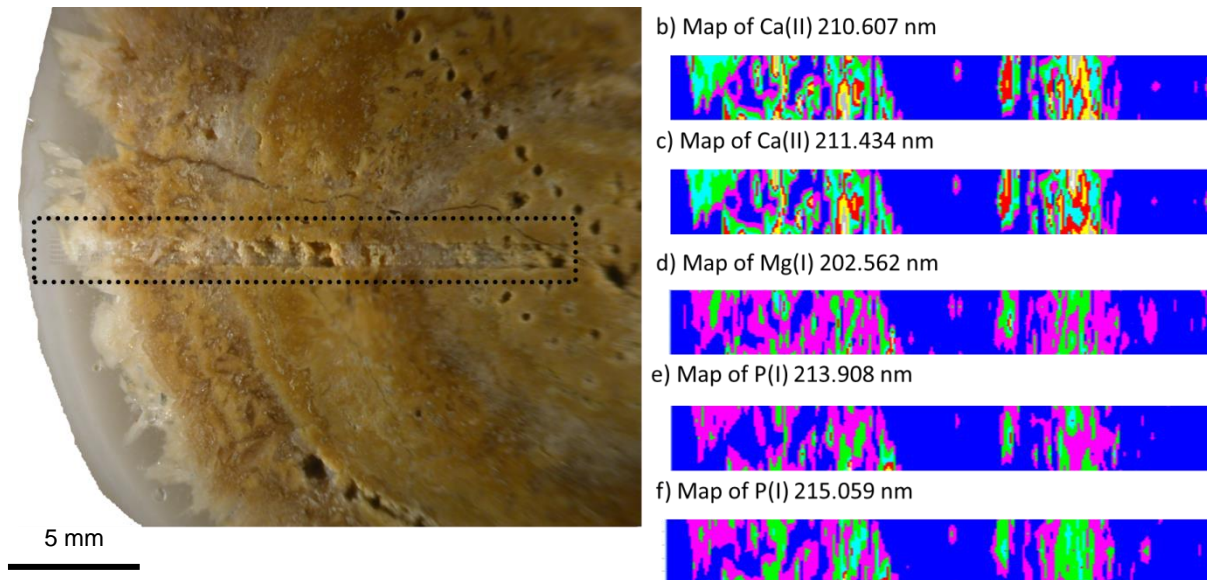 b) Map of Ca(II) 210.607 nm
c) Map of Ca(II) 211.434 nm
d) Map of Mg(I) 202.562 nm
e) Map of P(I) 213.908 nm
f) Map of P(I) 215.059 nm
5 mm